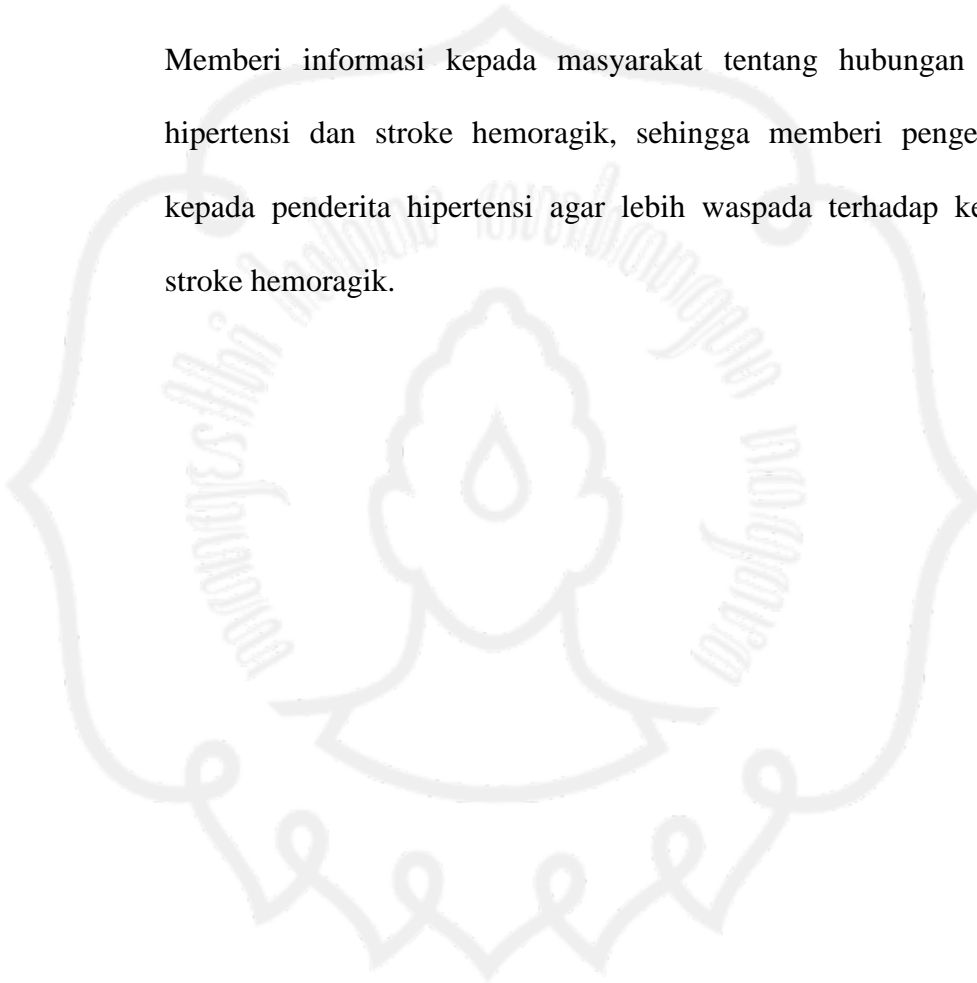 Memberi informasi kepada masyarakat tentang hubungan
hipertensi dan stroke hemoragik, sehingga memberi penge
kepada penderita hipertensi agar lebih waspada terhadap ke
stroke hemoragik.